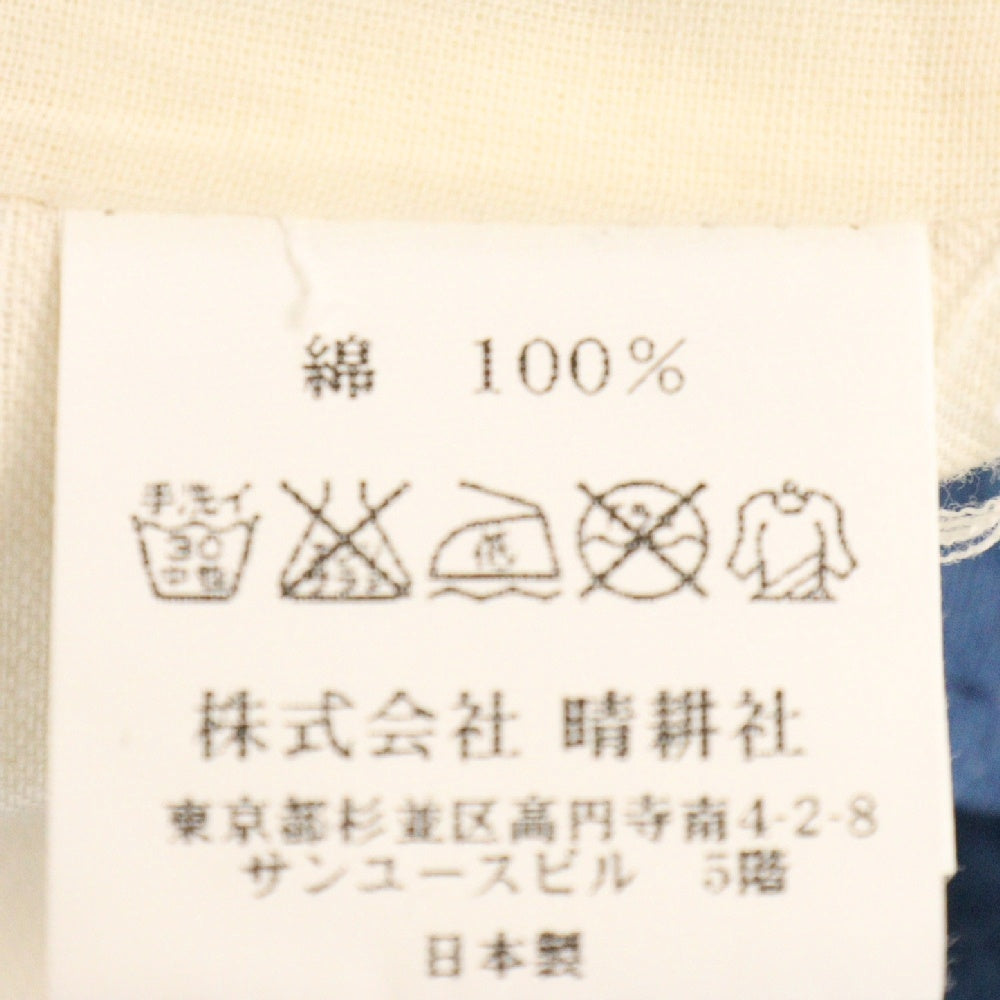 綿 100%
手洗イ
30
中性
低
株式会社 晴耕社
東京都杉並区高円寺南4-2-8
サンユースビル 5階
日本製